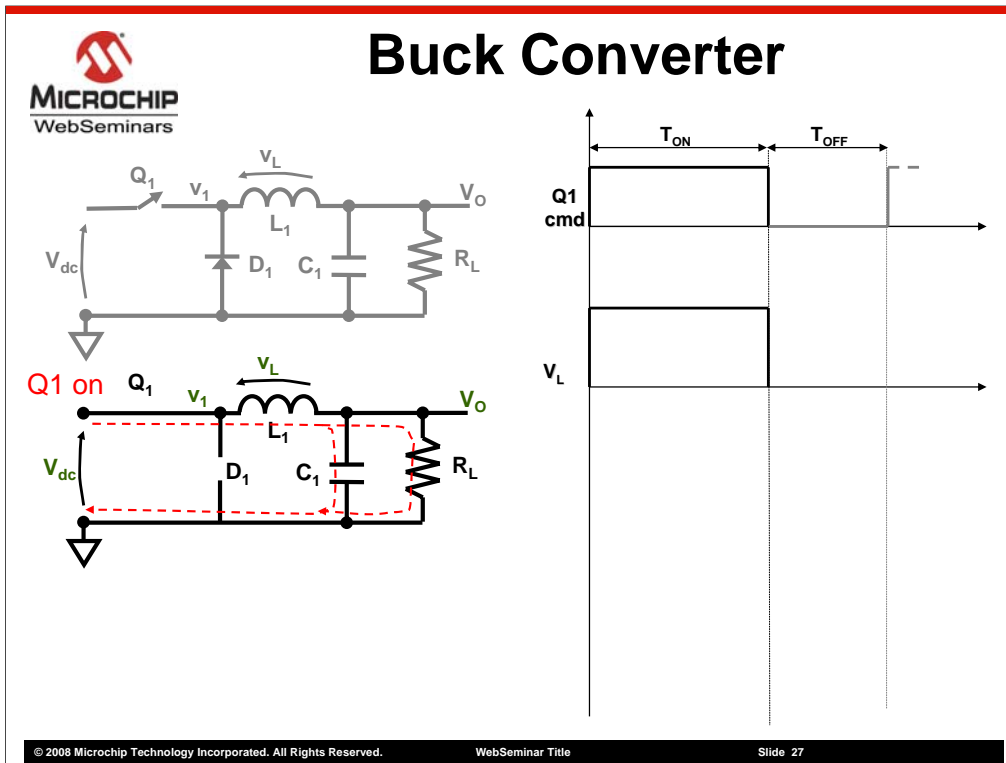 Buck Converter
MICROCHIP
WebSeminars
vL
Q1
v1
VO
L1
Vdc
D1
C1
RL
TON
TOFF
Q1
cmd
VL
Q1 on
Q1
vL
v1
VO
L1
Vdc
D1
C1
RL
© 2008 Microchip Technology Incorporated. All Rights Reserved.
WebSeminar Title
Slide 27